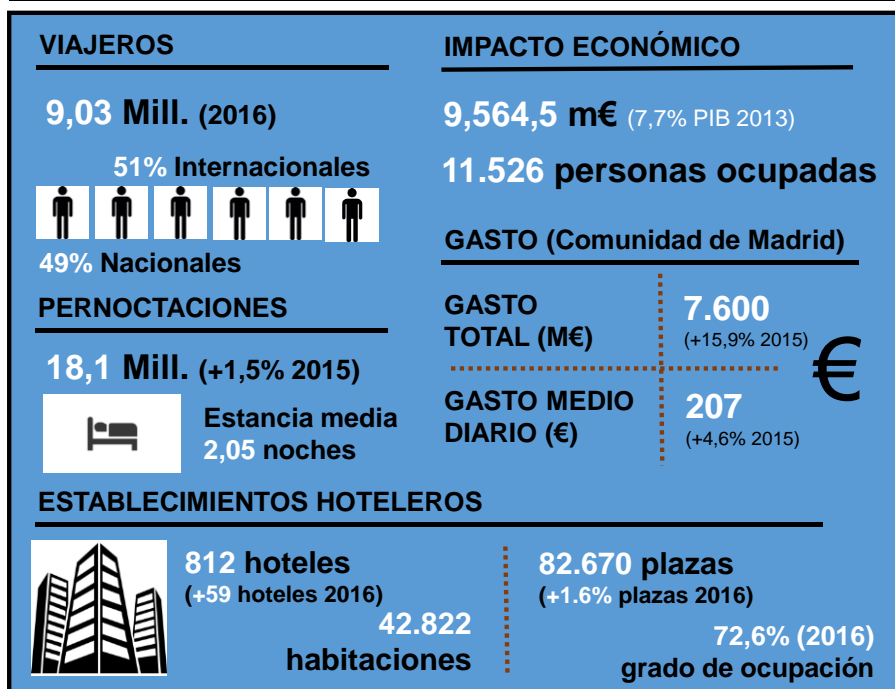 VIAJEROS
9,03 Mill. (2016)
51% Internacionales
49% Nacionales
PERNOCTACIONES
18,1 Mill. (+1,5% 2015)
Estancia media
2,05 noches
IMPACTO ECONÓMICO
9,564,5 m€ (7,7% PIB 2013)
11.526 personas ocupadas
GASTO (Comunidad de Madrid)
GASTO
TOTAL (M€)
7.600
(+15,9% 2015)
€
GASTO MEDIO
DIARIO (€)
207
(+4,6% 2015)
ESTABLECIMIENTOS HOTELEROS
812 hoteles
(+59 hoteles 2016)
42.822
habitaciones
82.670 plazas
(+1.6% plazas 2016)
72,6% (2016)
grado de ocupación